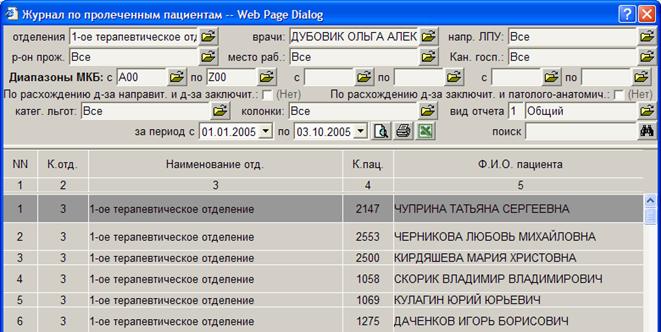 Журнал по пролеченным пациентам -- Web Page Dialog
отделения 1-ое терапевтическое отд врачи: ДУБОВИК ОЛЬГА АЛЕК напр. ЛПУ: Все
р-он прож. Все место раб.: Все Кан. госп.: Все
Диапазоны МКБ: с A00 по Z00 с по с по
По расхождению д-за направит. и д-за заключит.: (Нет) По расхождению д-за заключит. и патолого-анатомич.: (Нет)
катег. льгот: Все колонки: Все вид отчета 1 Общий
за период с 01.01.2005 по 03.10.2005 поиск
NN К.отд. Наименование отд. К.пац. Ф.И.О. пациента
1 2 3 4 5
1 3 1-ое терапевтическое отделение 2147 ЧУПРИНА ТАТЬЯНА СЕРГЕЕВНА
2 3 1-ое терапевтическое отделение 2553 ЧЕРНИКОВА ЛЮБОВЬ МИХАЙЛОВНА
3 3 1-ое терапевтическое отделение 2500 КИРДЯШЕВА МАРИЯ ХРИСТОВНА
4 3 1-ое терапевтическое отделение 1058 СКОРИК ВЛАДИМИР ВЛАДИМИРОВИЧ
5 3 1-ое терапевтическое отделение 1069 КУЛАГИН ЮРИЙ ЮРЬЕВИЧ
6 3 1-ое терапевтическое отделение 1275 ДАЧЕНКОВ ИГОРЬ БОРИСОВИЧ